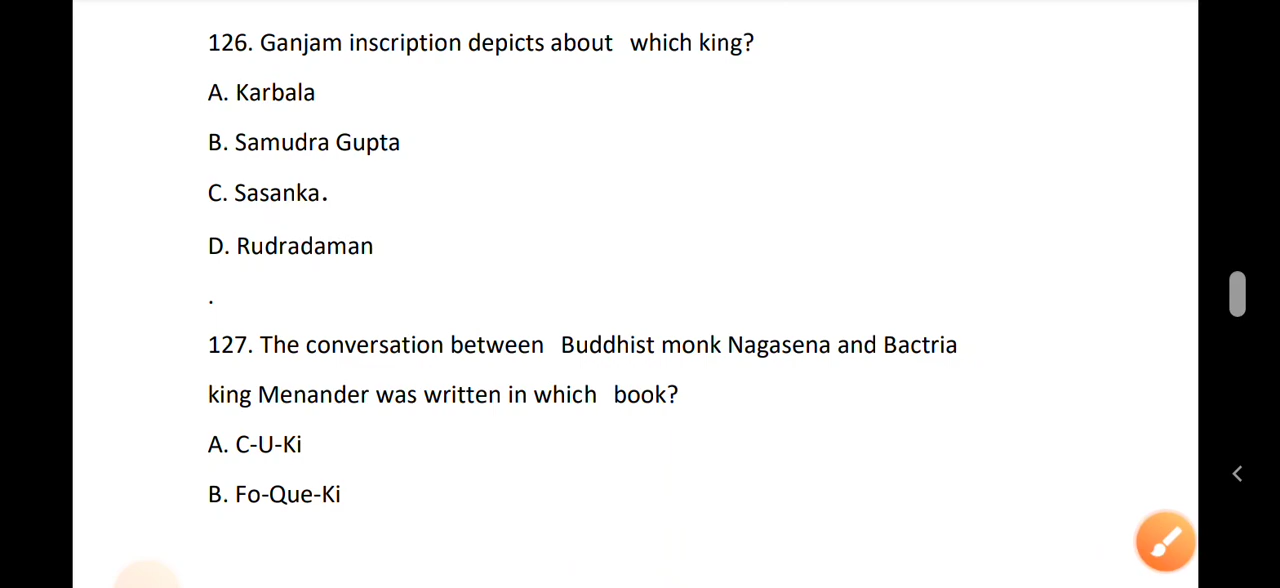 126. Ganjam inscription depicts about which king?
A. Karbala
B. Samudra Gupta
C. Sasanka.
D. Rudradaman
.
127. The conversation between Buddhist monk Nagasena and Bactria
king Menander was written in which book?
A. C-U-Ki
B. Fo-Que-Ki